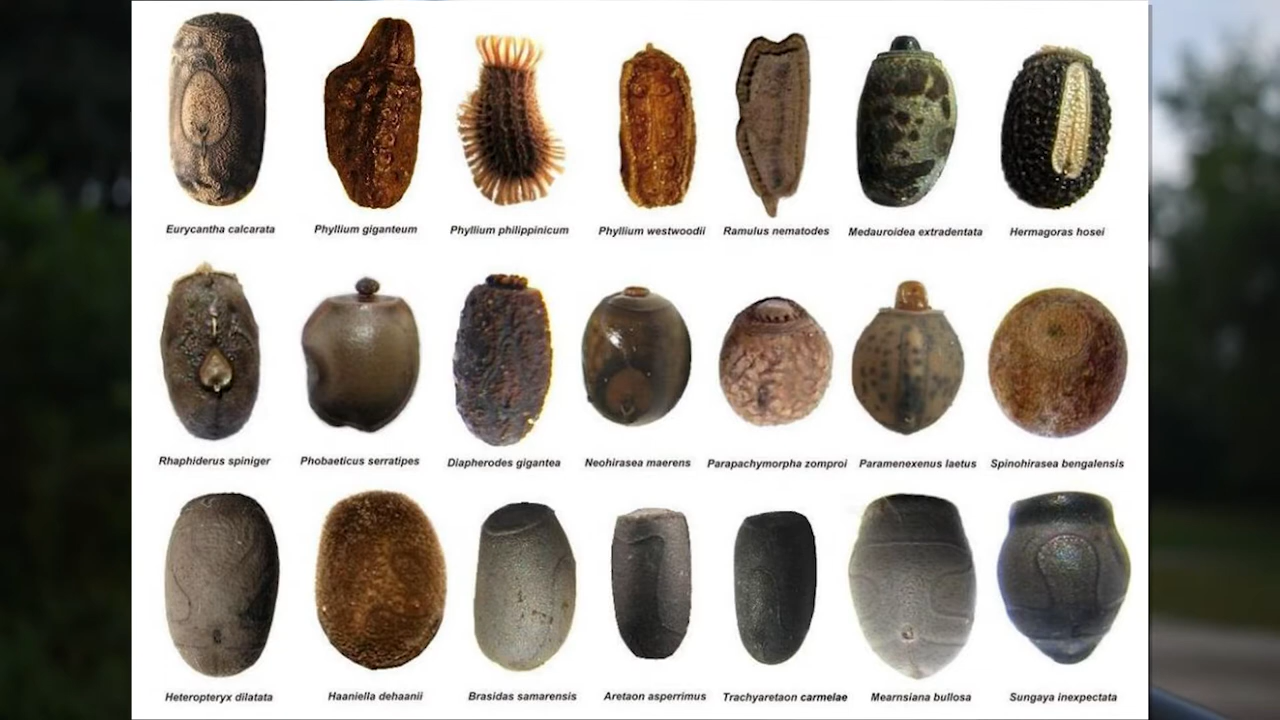 Eurycantha calcarata
Phyllium giganteum
Phyllium philippinicum
Phyllium westwoodii
Ramulus nematodes
Medauroidea extradentata
Hermagoras hosei
Rhaphiderus spiniger
Phobaeticus serratipes
Diapherodes gigantea
Neohirasea maerens
Parapachymorpha zomproi
Paramenexenus laetus
Spinohirasea bengalensis
Heteropteryx dilatata
Haaniella dehaanii
Brasidas samarensis
Aretaon asperrimus
Trachyaretaon carmelae
Mearnsiana bullosa
Sungaya inexpectata